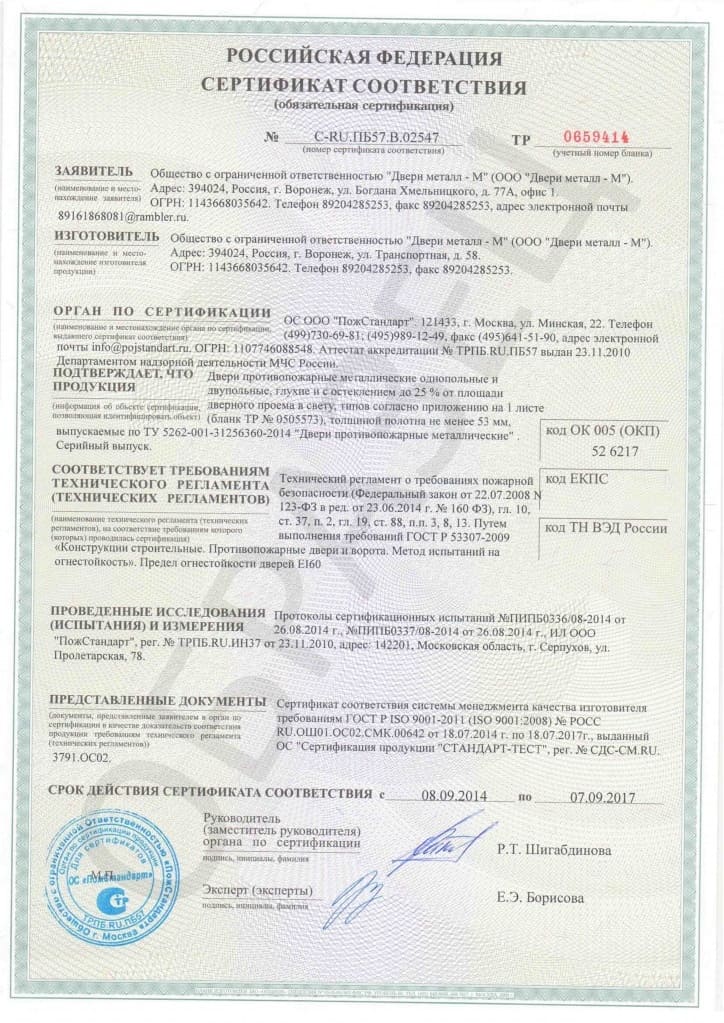 РОССИЙСКАЯ ФЕДЕРАЦИЯ
СЕРТИФИКАТ СООТВЕТСТВИЯ
(обязательная сертификация)
№ C-RU.ПБ57.В.02547 ТР 0659414
(номер сертификата соответствия) (учетный номер бланка)
ЗАЯВИТЕЛЬ Общество с ограниченной ответственностью "Двери металл - М" (ООО "Двери металл - М").
(наименование и место-
нахождение заявителя)
Адрес: 394024, Россия, г. Воронеж, ул. Богдана Хмельницкого, д. 77А, офис 1.
ОГРН: 1143668035642. Телефон 89204285253, факс 89204285253, адрес электронной почты
89161868081@rambler.ru.
ИЗГОТОВИТЕЛЬ Общество с ограниченной ответственностью "Двери металл - М" (ООО "Двери металл - М").
(наименование и место-
нахождение изготовителя
продукции)
Адрес: 394024, Россия, г. Воронеж, ул. Транспортная, д. 58.
ОГРН: 1143668035642. Телефон 89204285253, факс 89204285253.
ОРГАН ПО СЕРТИФИКАЦИИ ОС ООО "ПожСтандарт". 121433, г. Москва, ул. Минская, 22. Телефон
(наименование и местонахождение органа по сертификации,
выдавшего сертификат соответствия)
(499)730-69-81; (495)989-12-49, факс (495)641-51-90, адрес электронной
почты info@pojstandart.ru. ОГРН: 1107746088548. Аттестат аккредитации № ТРПБ.RU.ПБ57 выдан 23.11.2010
Департаментом надзорной деятельности МЧС России.
ПОДТВЕРЖДАЕТ, ЧТО
ПРОДУКЦИЯ
(информация об объекте сертификации,
позволяющая идентифицировать объект)
Двери противопожарные металлические однопольные и
двупольные, глухие и с остеклением до 25 % от площади
дверного проема в свету, типов согласно приложению на 1 листе
(бланк ТР № 0505573), толщиной полотна не менее 53 мм,
выпускаемые по ТУ 5262-001-31256360-2014 "Двери противопожарные металлические" .
Серийный выпуск.
код ОК 005 (ОКП)
52 6217
СООТВЕТСТВУЕТ ТРЕБОВАНИЯМ
ТЕХНИЧЕСКОГО РЕГЛАМЕНТА
(ТЕХНИЧЕСКИХ РЕГЛАМЕНТОВ)
(наименование технического регламента (технических
регламентов), на соответствие требованиям которого
(которых) проводилась сертификация)
Технический регламент о требованиях пожарной
безопасности (Федеральный закон от 22.07.2008 N
123-ФЗ в ред. от 23.06.2014 г. № 160 ФЗ), гл. 10,
ст. 37, п. 2, гл. 19, ст. 88, п.п. 3, 8, 13. Путем
выполнения требований ГОСТ Р 53307-2009
«Конструкции строительные. Противопожарные двери и ворота. Метод испытаний на
огнестойкость». Предел огнестойкости дверей EI60
код ЕКПС
код ТН ВЭД России
ПРОВЕДЕННЫЕ ИССЛЕДОВАНИЯ
(ИСПЫТАНИЯ) И ИЗМЕРЕНИЯ
Протоколы сертификационных испытаний №ПИПБ0336/08-2014 от
26.08.2014 г., №ПИПБ0337/08-2014 от 26.08.2014 г., ИЛ ООО
"ПожСтандарт", рег. № ТРПБ.RU.ИН37 от 23.11.2010, адрес: 142201, Московская область, г. Серпухов, ул.
Пролетарская, 78.
ПРЕДСТАВЛЕННЫЕ ДОКУМЕНТЫ
(документы, представленные заявителем в орган по
сертификации в качестве доказательств соответствия
продукции требованиям технического регламента
(технических регламентов))
Сертификат соответствия системы менеджмента качества изготовителя
требованиям ГОСТ Р ISO 9001-2011 (ISO 9001:2008) № РОСС
RU.ОШ01.ОС02.СМК.00642 от 18.07.2014 г. по 18.07.2017г., выданный
ОС "Сертификация продукции "СТАНДАРТ-ТЕСТ", рег. № СДС-СМ.RU.
3791.ОС02.
СРОК ДЕЙСТВИЯ СЕРТИФИКАТА СООТВЕТСТВИЯ с 08.09.2014 по 07.09.2017
Руководитель
(заместитель руководителя)
органа по сертификации
подпись, инициалы, фамилия
Р.Т. Шигабдинова
Эксперт (эксперты)
подпись, инициалы, фамилия
Е.Э. Борисова
М.П.
Общество с ограниченной ответственностью «ПожСтандарт»
г. Москва
Орган по сертификации продукции
Для сертификатов
ОС «ПожСтандарт»
ТРПБ.RU.ПБ57
ОБРАЗЕЦ